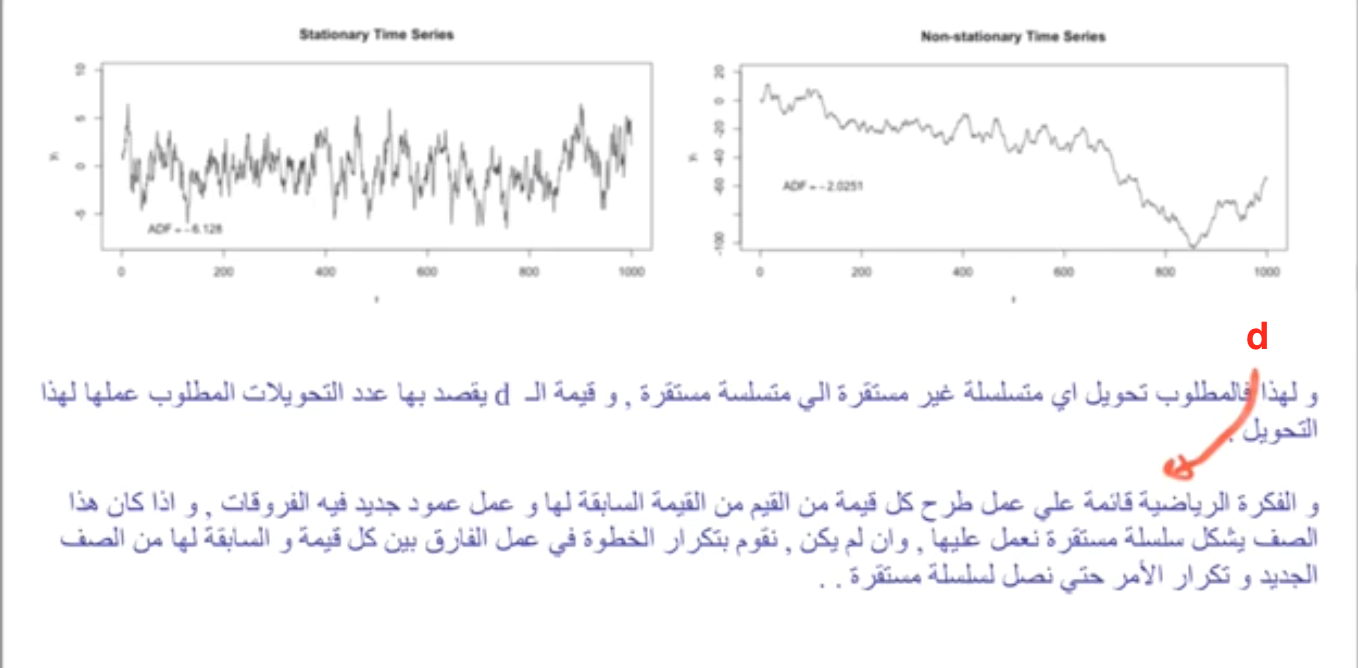 Stationary Time Series
10
5
0
-5
ADF = -6.128
0 200 400 600 800 1000
t
Non-stationary Time Series
20
0
-20
-40
-60
-100
ADF = -2.0251
0 200 400 600 800 1000
t
d
و لهذا فالمطلوب تحويل اي متسلسلة غير مستقرة الي متسلسة مستقرة , و قيمة الـ d يقصد بها عدد التحويلات المطلوب عملها لهذا
التحويل .
و الفكرة الرياضية قائمة علي عمل طرح كل قيمة من القيم من القيمة السابقة لها و عمل عمود جديد فيه الفروقات , و اذا كان هذا
الصف يشكل سلسلة مستقرة نعمل عليها , وان لم يكن , نقوم بتكرار الخطوة في عمل الفارق بين كل قيمة و السابقة لها من الصف
الجديد و تكرار الأمر حتي نصل لسلسلة مستقرة . .